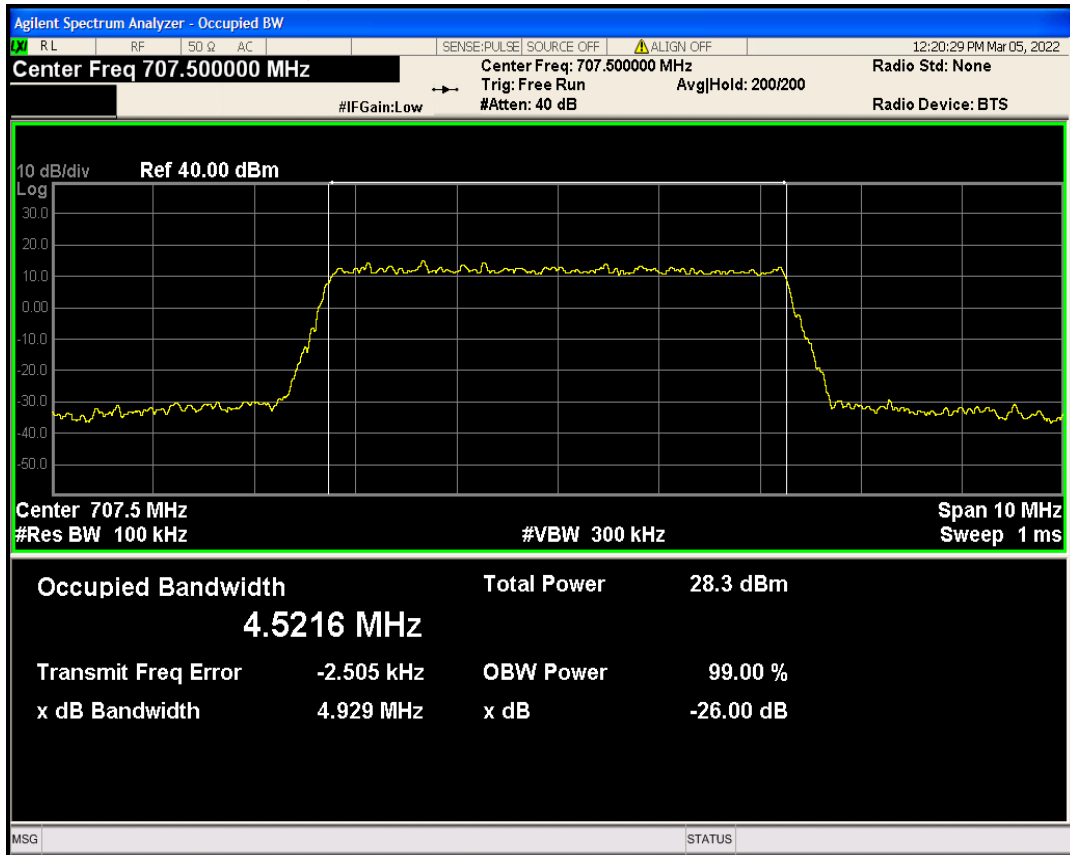 Agilent Spectrum Analyzer - Occupied BW
LXI RL RF 50 Ω AC SENSE:PULSE SOURCE OFF ALIGN OFF 12:20:29 PM Mar 05, 2022
Center Freq 707.500000 MHz
Center Freq: 707.500000 MHz Radio Std: None
Trig: Free Run Avg|Hold: 200/200
#IFGain:Low #Atten: 40 dB Radio Device: BTS
10 dB/div Ref 40.00 dBm
Log
30.0
20.0
10.0
0.00
-10.0
-20.0
-30.0
-40.0
-50.0
Center 707.5 MHz Span 10 MHz
#Res BW 100 kHz #VBW 300 kHz Sweep 1 ms
Occupied Bandwidth Total Power 28.3 dBm
4.5216 MHz
Transmit Freq Error -2.505 kHz OBW Power 99.00 %
x dB Bandwidth 4.929 MHz x dB -26.00 dB
MSG STATUS